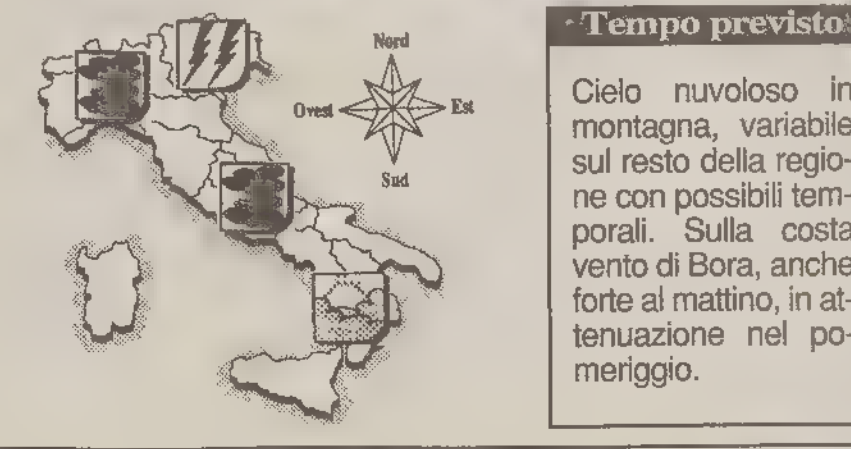 Nord
Ovest
Est
Sud
Tempo previsto
Cielo nuvoloso in
montagna, variabile
sul resto della regio-
ne con possibili tem-
porali. Sulla costa
vento di Bora, anche
forte al mattino, in at-
tenuazione nel po-
meriggio.